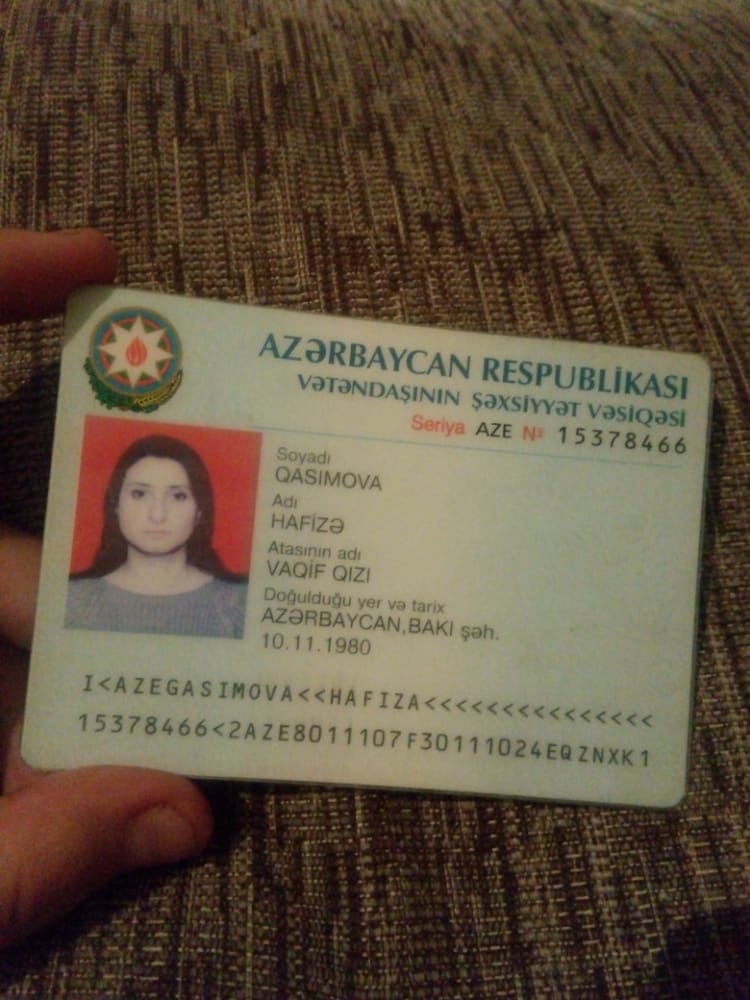 AZƏRBAYCAN RESPUBLİKASI
VƏTƏNDAŞININ ŞƏXSİYYƏT VƏSİQƏSİ
Seriya AZE № 15378466
Soyadı
QASIMOVA
Adı
HAFİZƏ
Atasının adı
VAQİF QIZI
Doğulduğu yer və tarix
AZƏRBAYCAN,BAKI şəh.
10.11.1980
I<AZEGASIMOVA<<HAFIZA<<<<<<<<<<<<<<<
15378466<2AZE8011107F30111024EQZNXK1